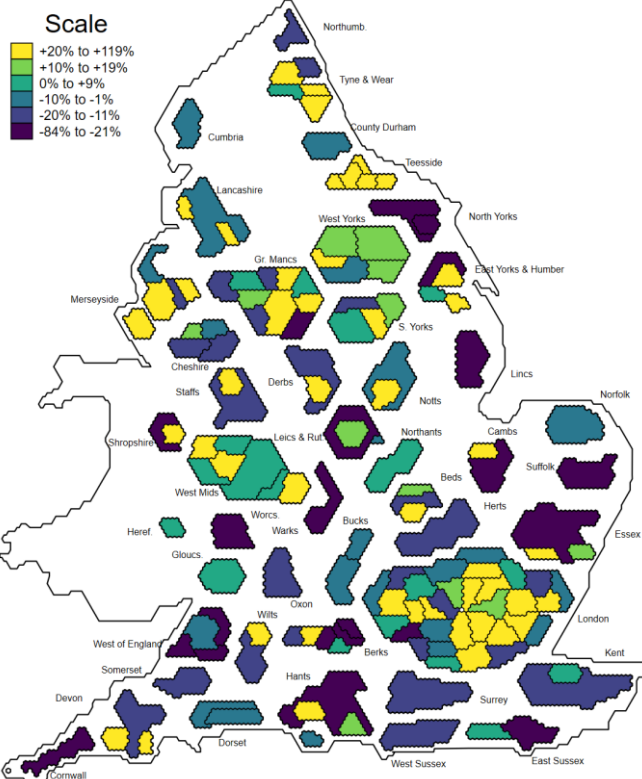 Scale
+20% to +119%
+10% to +19%
0% to +9%
-10% to -1%
-20% to -11%
-84% to -21%
Northumb.
Tyne & Wear
County Durham
Cumbria
Teesside
Lancashire
North Yorks
West Yorks
Gr. Mancs
East Yorks & Humber
Merseyside
S. Yorks
Cheshire
Lincs
Derbs
Staffs
Notts
Norfolk
Shropshire
Leics & Rut
Northants
Cambs
Suffolk
West Mids
Beds
Worcs.
Herts
Heref.
Warks
Bucks
Essex
Gloucs.
Oxon
Wilts
London
West of England
Berks
Kent
Somerset
Hants
Devon
Surrey
Dorset
West Sussex
East Sussex
Cornwall